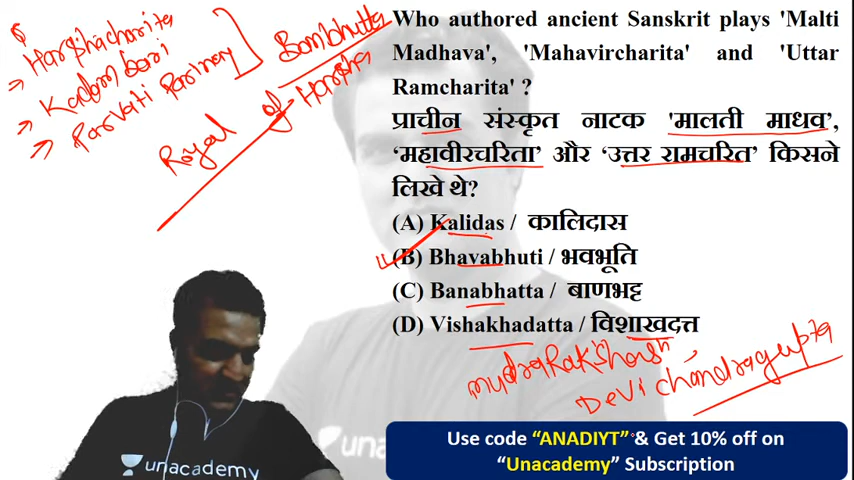 → Harshacharita
→ Kadambari
→ Parvati Parinay
Banbhutta
Royal of Harsha
Who authored ancient Sanskrit plays 'Malti
Madhava', 'Mahavircharita' and 'Uttar
Ramcharita' ?
प्राचीन संस्कृत नाटक 'मालती माधव',
‘महावीरचरिता’ और ‘उत्तर रामचरित’ किसने
लिखे थे?
(A) Kalidas / कालिदास
(B) Bhavabhuti / भवभूति
(C) Banabhatta / बाणभट्ट
(D) Vishakhadatta / विशाखदत्त
Devi chandragupta
Use code “ANADIYT” & Get 10% off on
“Unacademy” Subscription
unacademy
una